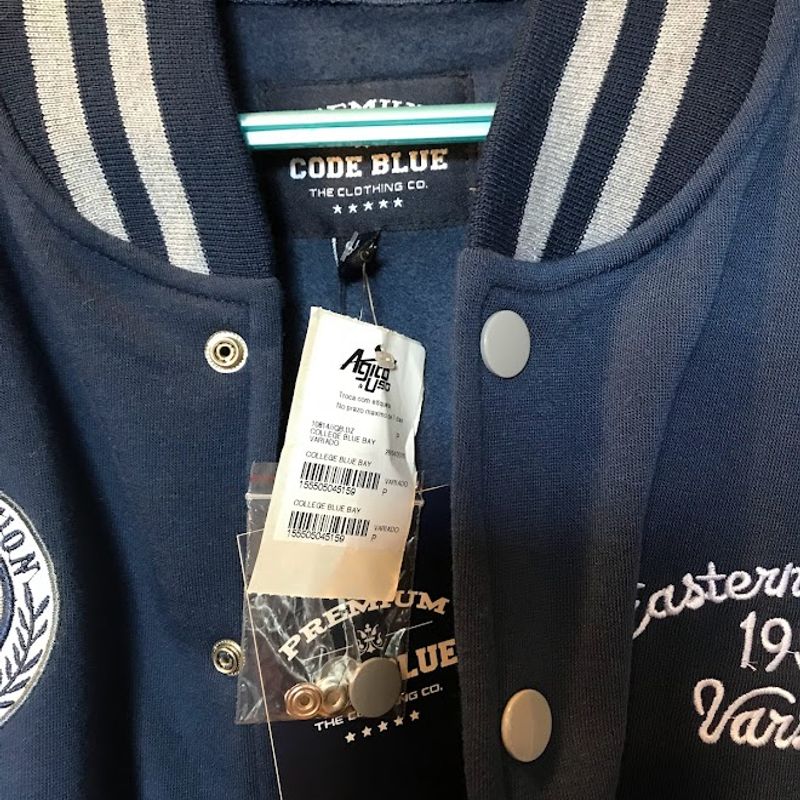 PREMIUM
CODE BLUE
THE CLOTHING CO.
Agito
& Uso
Troca com etiqueta
No prazo maximo de
P
COLLEGE BLUE BAY
VARIADO
COLLEGE BLUE BAY
VARIADO
155505045159
P
COLLEGE BLUE BAY
VARIADO
155505045159
P
PREMIUM
BLUE
THE CLOTHING CO.
Eastern
19
Vars
ION